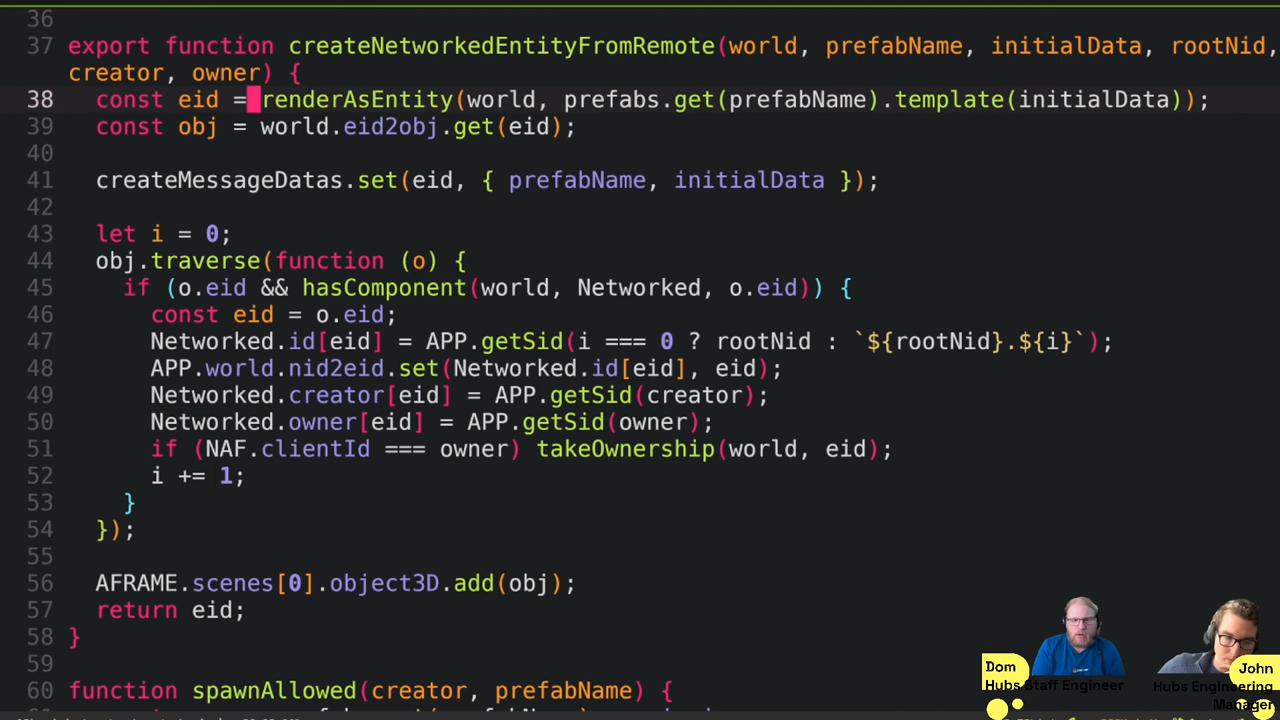 36
37 export function createNetworkedEntityFromRemote(world, prefabName, initialData, rootNid,
creator, owner) {
38 const eid = renderAsEntity(world, prefabs.get(prefabName).template(initialData));
39 const obj = world.eid2obj.get(eid);
40
41 createMessageDatas.set(eid, { prefabName, initialData });
42
43 let i = 0;
44 obj.traverse(function (o) {
45 if (o.eid && hasComponent(world, Networked, o.eid)) {
46 const eid = o.eid;
47 Networked.id[eid] = APP.getSid(i === 0 ? rootNid : `${rootNid}.${i}`);
48 APP.world.nid2eid.set(Networked.id[eid], eid);
49 Networked.creator[eid] = APP.getSid(creator);
50 Networked.owner[eid] = APP.getSid(owner);
51 if (NAF.clientId === owner) takeOwnership(world, eid);
52 i += 1;
53 }
54 });
55
56 AFRAME.scenes[0].object3D.add(obj);
57 return eid;
58 }
59
60 function spawnAllowed(creator, prefabName) {
Dom
Hubs Staff Engineer
John
Hubs Engineering
Manager